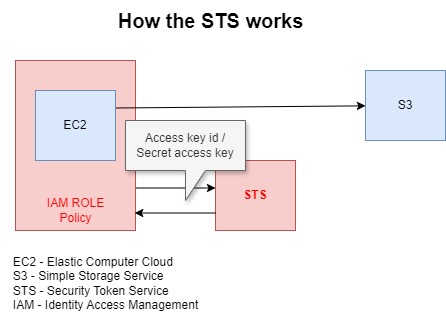 How the STS works
EC2
S3
Access key id /
Secret access key
IAM ROLE
Policy
STS
EC2 - Elastic Computer Cloud
S3 - Simple Storage Service
STS - Security Token Service
IAM - Identity Access Management